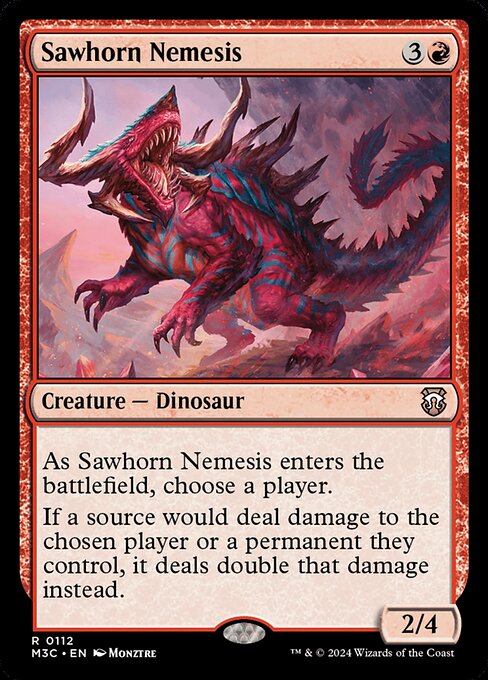 Sawhorn Nemesis 3
Creature — Dinosaur
As Sawhorn Nemesis enters the
battlefield, choose a player.
If a source would deal damage to the
chosen player or a permanent they
control, it deals double that damage
instead.
2/4
R 0112
M3C • EN Monztre
™ & © 2024 Wizards of the Coast